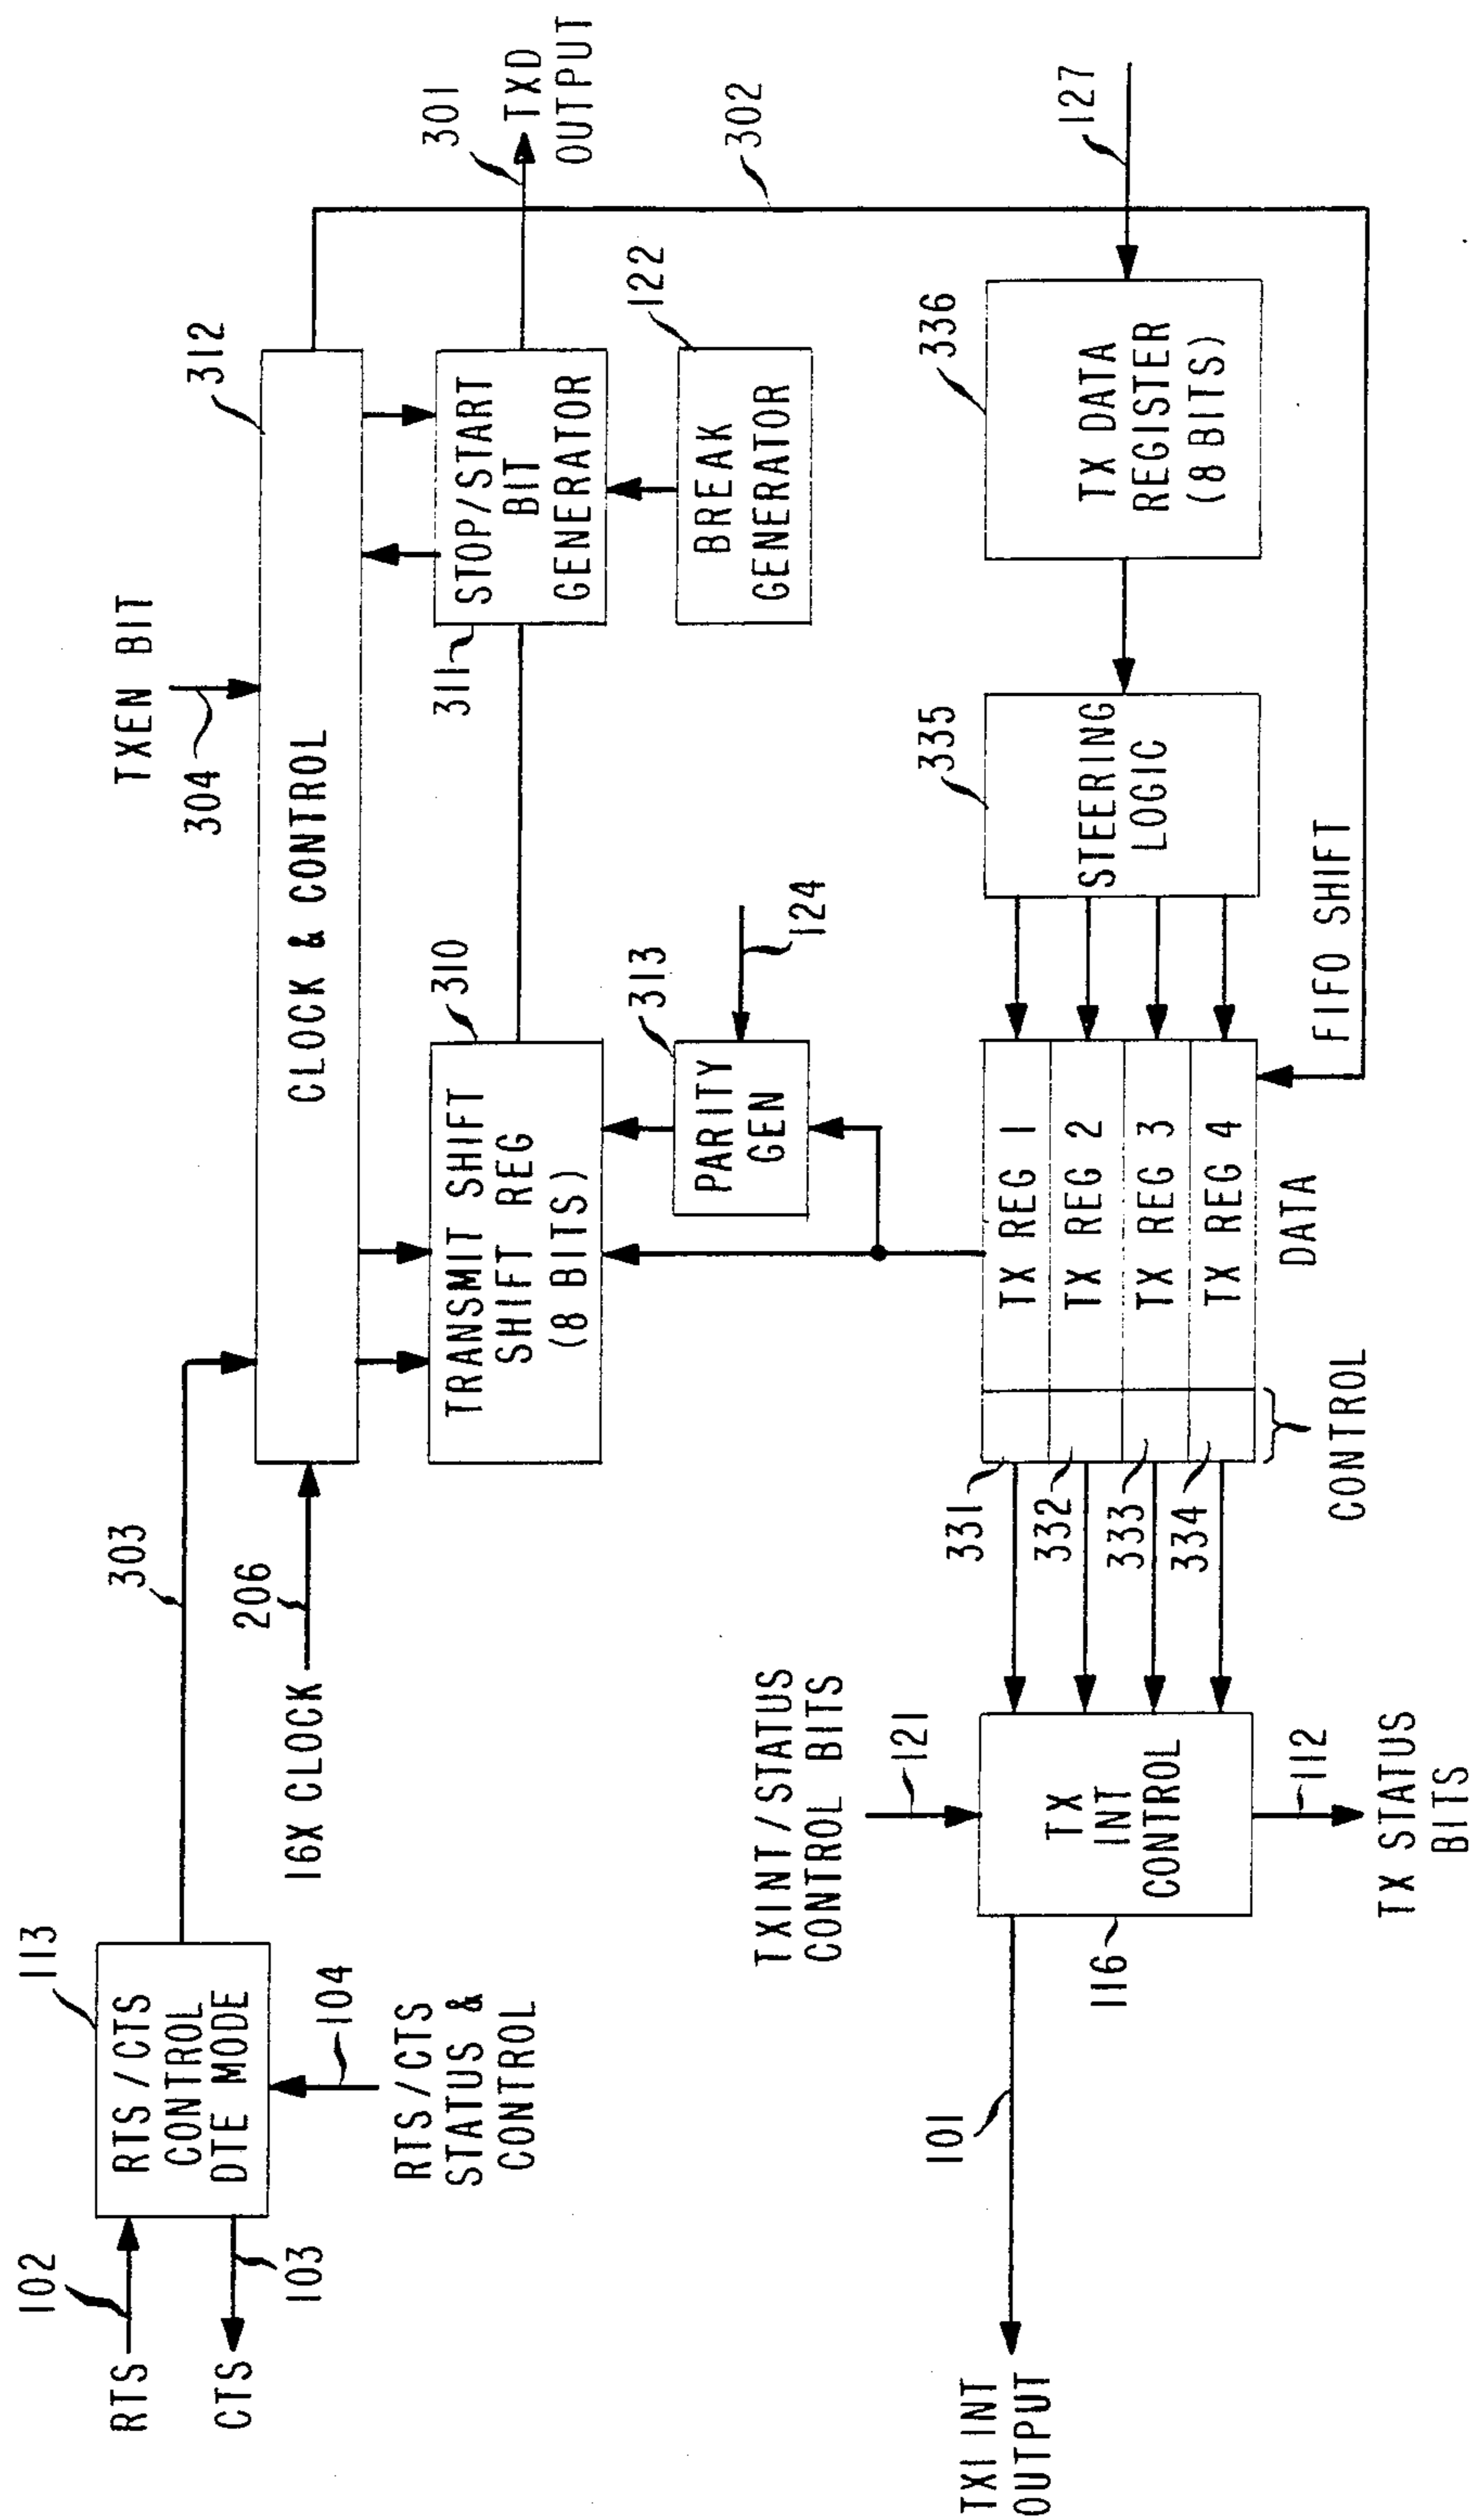 113
102
RTS
CTS
103
RTS/CTS
CONTROL
DTE MODE
104
RTS/CTS
STATUS &
CONTROL
303
206
16X CLOCK
TXEN BIT
304
312
CLOCK & CONTROL
310
TRANSMIT SHIFT
SHIFT REG
(8 BITS)
311
STOP/START
BIT
GENERATOR
301
TXD
OUTPUT
302
122
BREAK
GENERATOR
313
PARITY
GEN
124
TXINT/STATUS
CONTROL BITS
121
101
TX1 INT
OUTPUT
116
TX
INT
CONTROL
112
TX STATUS
BITS
331
332
333
334
TX REG 1
TX REG 2
TX REG 3
TX REG 4
CONTROL
DATA
FIFO SHIFT
335
STEERING
LOGIC
336
TX DATA
REGISTER
(8 BITS)
127